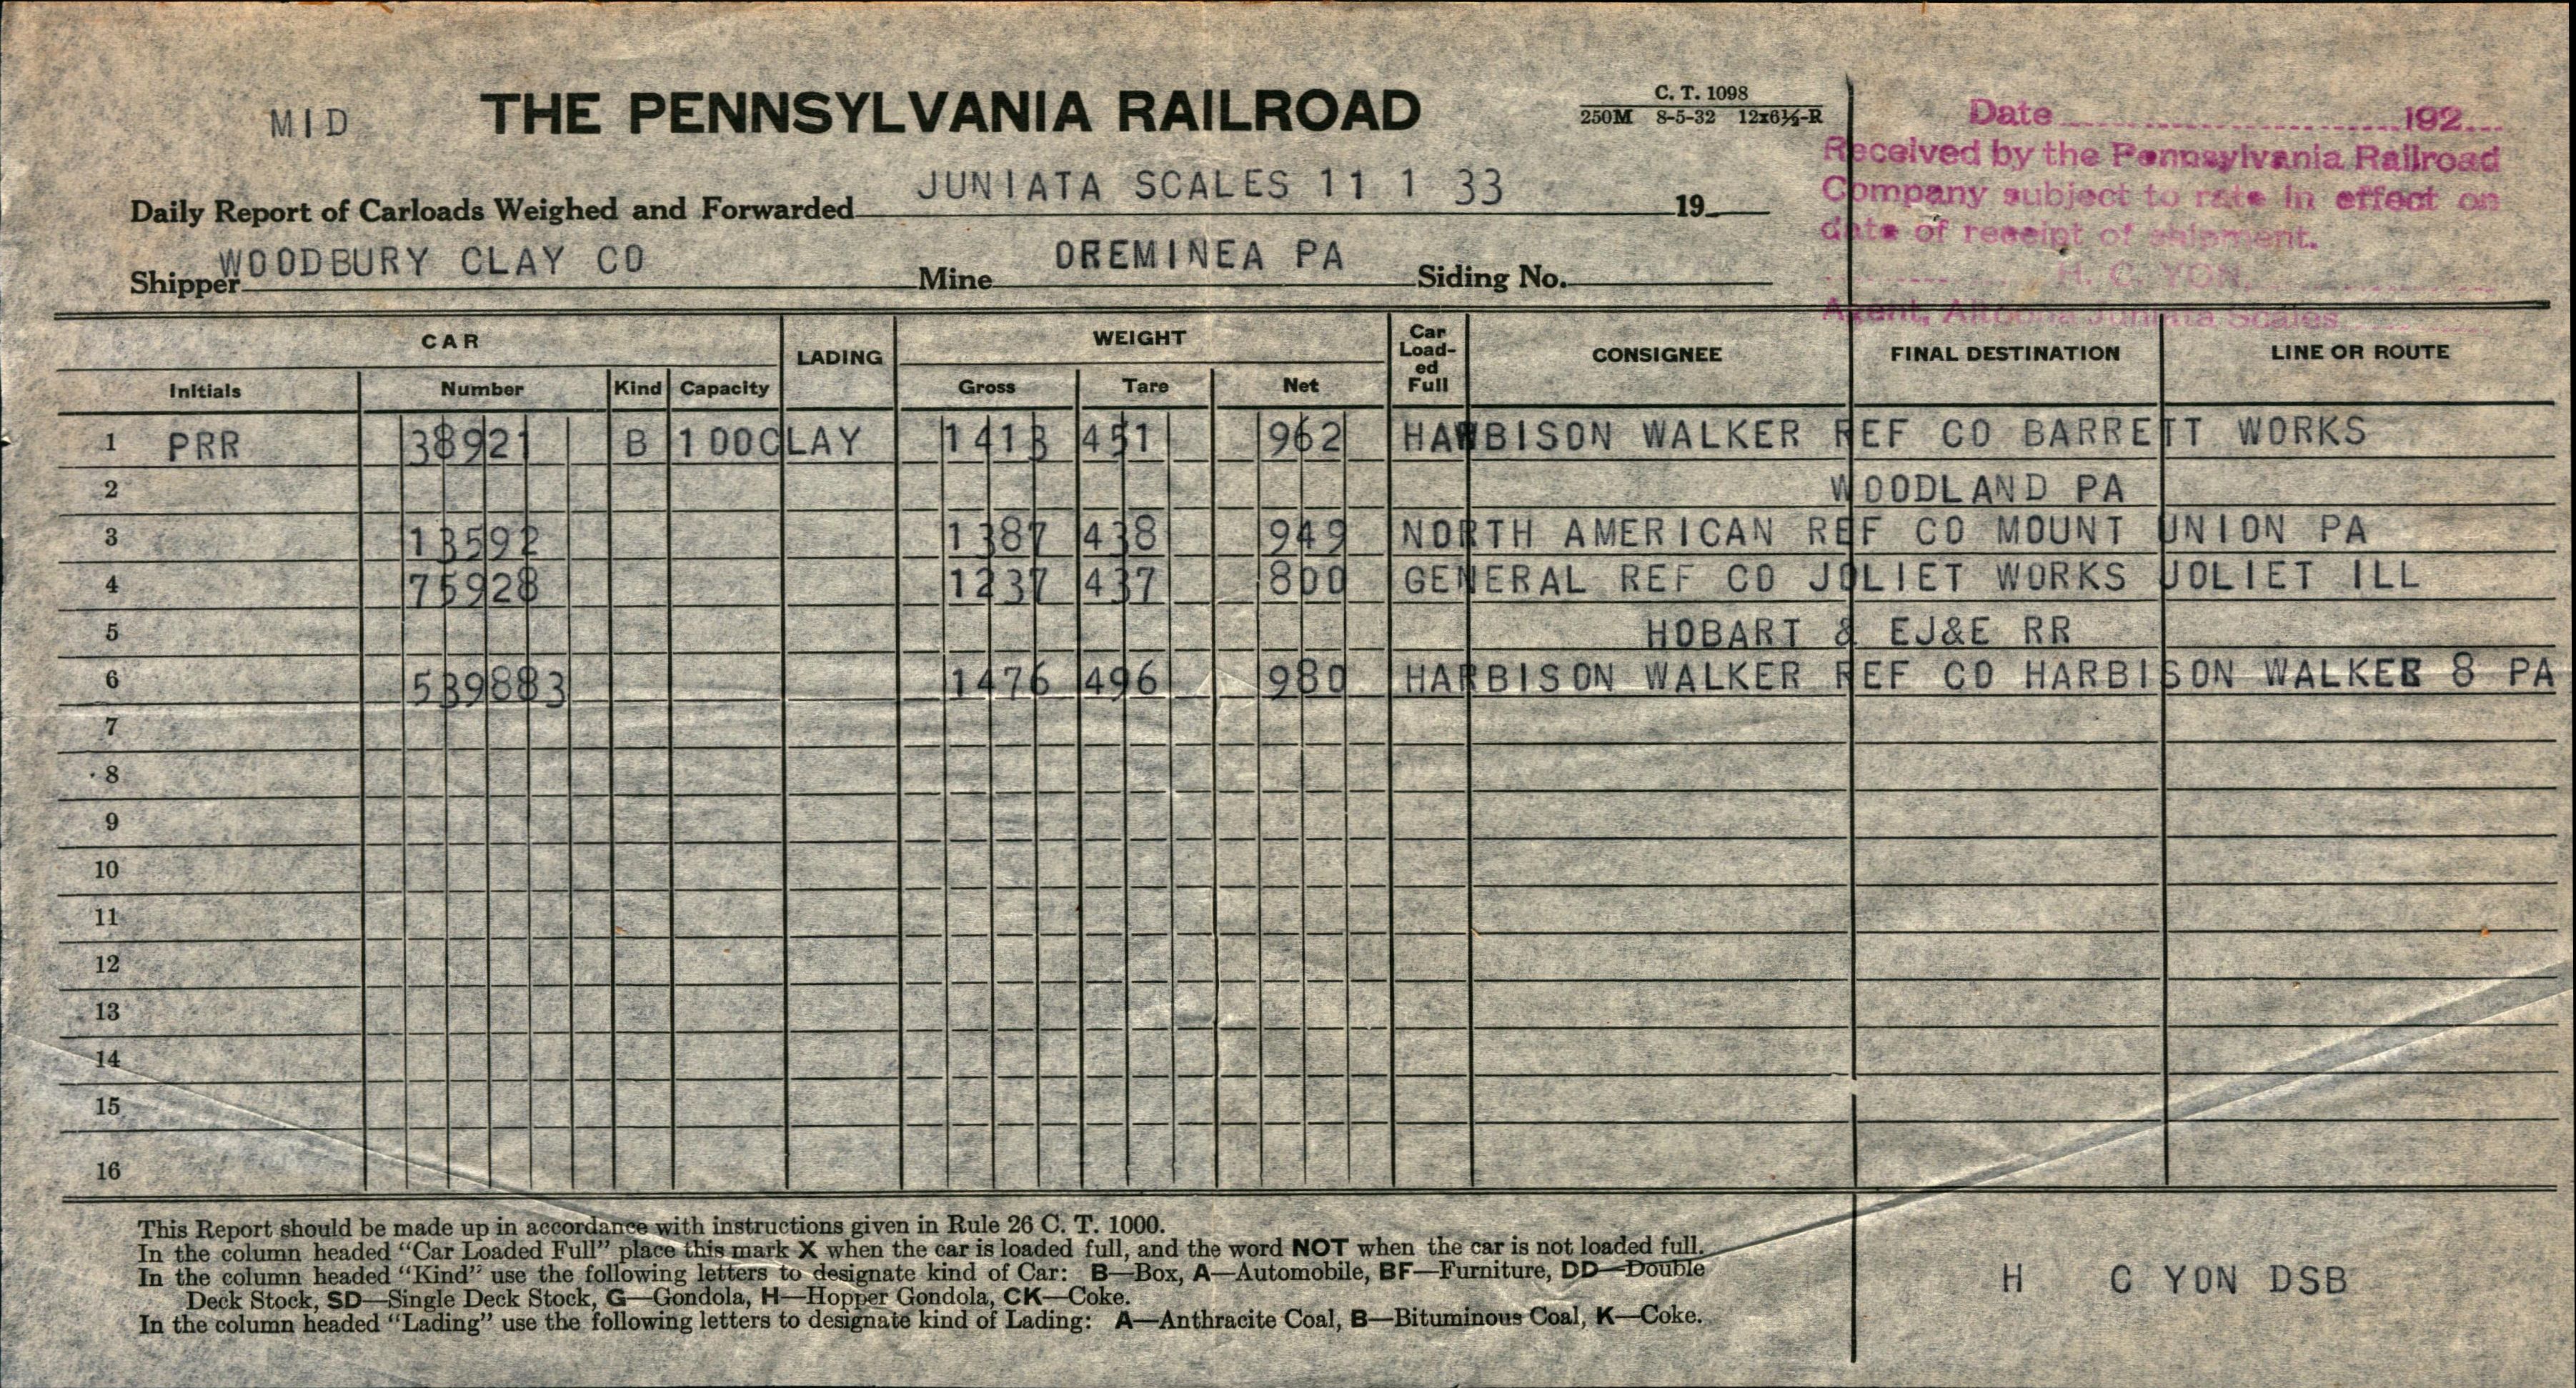 MID THE PENNSYLVANIA RAILROAD
C. T. 1098
250M 8-5-32 12x6½-R
Date 192
Received by the Pennsylvania Railroad
Company subject to rate in effect on
date of receipt of shipment.
H. C. YON
Agent, Altoona Juniata Scales
Daily Report of Carloads Weighed and Forwarded JUNIATA SCALES 11 1 33 19
Shipper WOODBURY CLAY CO Mine OREMINEA PA Siding No.
CAR LADING WEIGHT Car Load-ed Full CONSIGNEE FINAL DESTINATION LINE OR ROUTE
Initials Number Kind Capacity Gross Tare Net
1 PRR 38921 B 100CLAY 1413 451 962 HARBISON WALKER REF CO BARRETT WORKS
2 WOODLAND PA
3 13592 1387 438 949 NORTH AMERICAN REF CO MOUNT UNION PA
4 75928 1237 437 800 GENERAL REF CO JOLIET WORKS JOLIET ILL
5 HOBART & EJ&E RR
6 539883 1476 496 980 HARBISON WALKER REF CO HARBISON WALKER 8 PA
7
8
9
10
11
12
13
14
15
16
This Report should be made up in accordance with instructions given in Rule 26 C. T. 1000.
In the column headed "Car Loaded Full" place this mark X when the car is loaded full, and the word NOT when the car is not loaded full.
In the column headed "Kind" use the following letters to designate kind of Car: B—Box, A—Automobile, BF—Furniture, DD—Double
Deck Stock, SD—Single Deck Stock, G—Gondola, H—Hopper Gondola, CK—Coke.
In the column headed "Lading" use the following letters to designate kind of Lading: A—Anthracite Coal, B—Bituminous Coal, K—Coke.
H C YON DSB